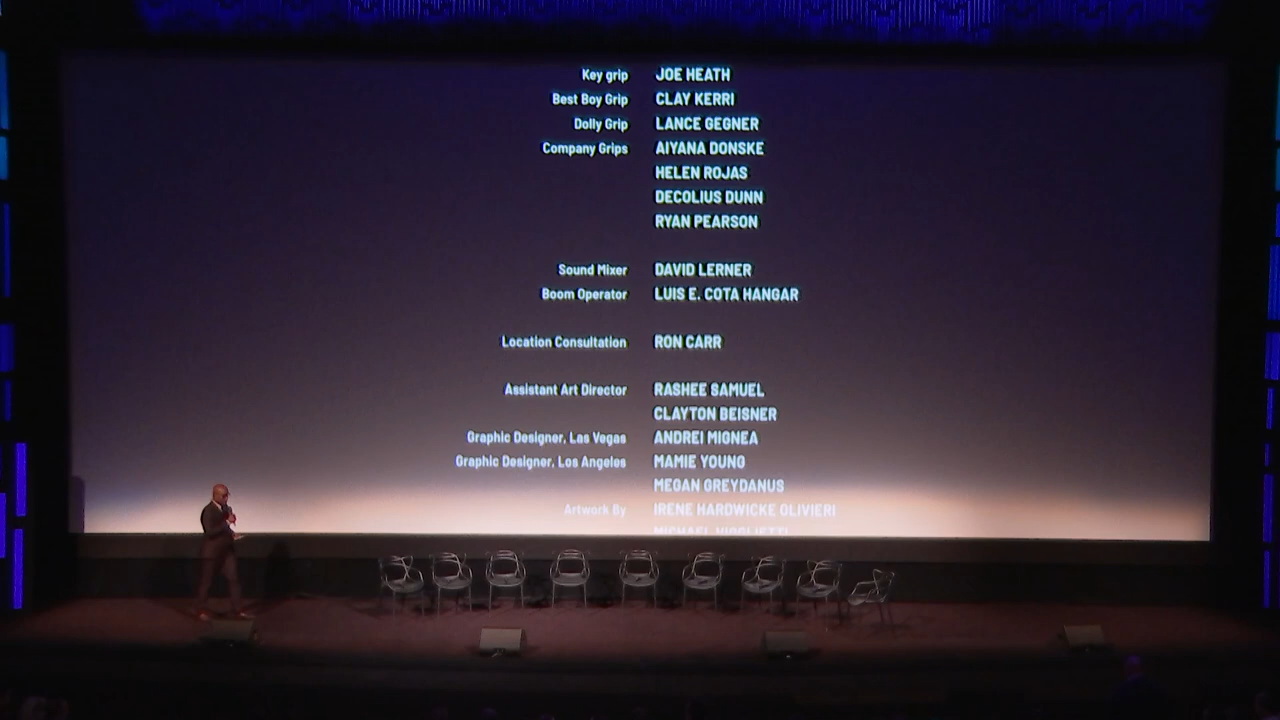 Key grip JOE HEATH
Best Boy Grip CLAY KERRI
Dolly Grip LANCE GEGNER
Company Grips AIYANA DONSKE
HELEN ROJAS
DECOLIUS DUNN
RYAN PEARSON
Sound Mixer DAVID LERNER
Boom Operator LUIS E. COTA HANGAR
Location Consultation RON CARR
Assistant Art Director RASHEE SAMUEL
CLAYTON BEISNER
Graphic Designer, Las Vegas ANDREI MIGNEA
Graphic Designer, Los Angeles MAMIE YOUNG
MEGAN GREYDANUS
Artwork By IRENE HARDWICKE OLIVIERI
MICHAEL